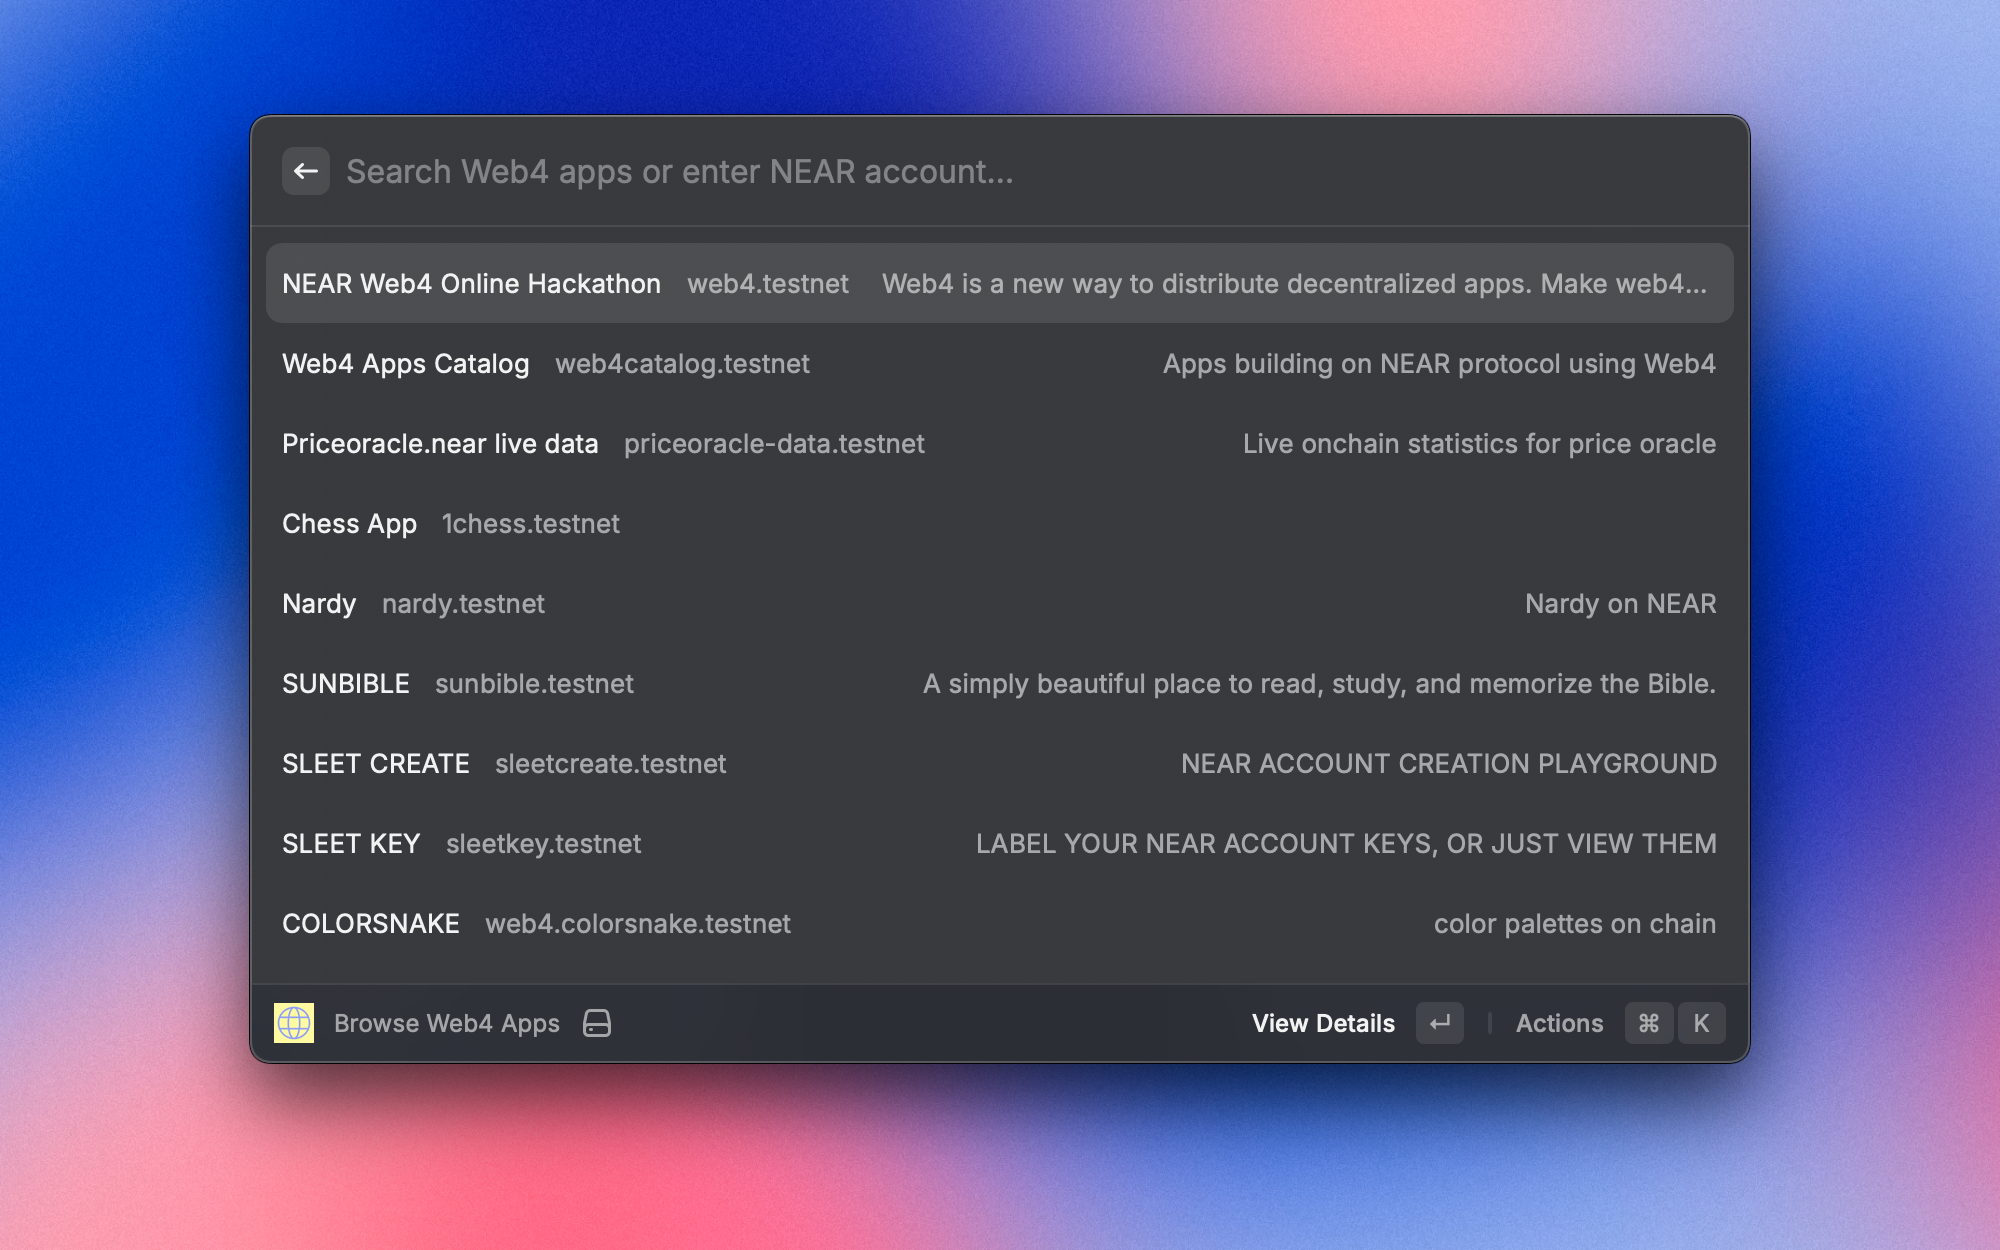 Search Web4 apps or enter NEAR account...
NEAR Web4 Online Hackathon web4.testnet Web4 is a new way to distribute decentralized apps. Make web4...
Web4 Apps Catalog web4catalog.testnet Apps building on NEAR protocol using Web4
Priceoracle.near live data priceoracle-data.testnet Live onchain statistics for price oracle
Chess App 1chess.testnet
Nardy nardy.testnet Nardy on NEAR
SUNBIBLE sunbible.testnet A simply beautiful place to read, study, and memorize the Bible.
SLEET CREATE sleetcreate.testnet NEAR ACCOUNT CREATION PLAYGROUND
SLEET KEY sleetkey.testnet LABEL YOUR NEAR ACCOUNT KEYS, OR JUST VIEW THEM
COLORSNAKE web4.colorsnake.testnet color palettes on chain
Browse Web4 Apps View Details ↵ Actions ⌘ K